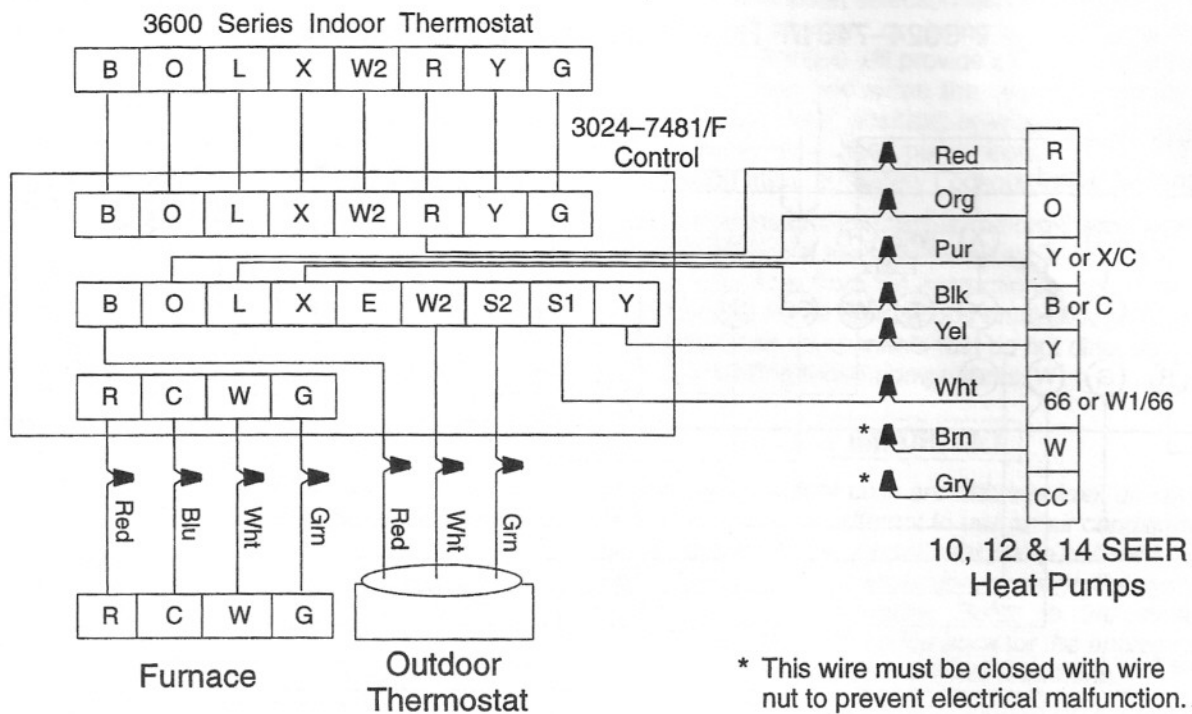 3600 Series Indoor Thermostat
B O L X W2 R Y G
3024–7481/F
Control
B O L X W2 R Y G
B O L X E W2 S2 S1 Y
R C W G
Red Blu Wht Grn Red Wht Grn
R C W G
Furnace
Outdoor
Thermostat
Red R
Org O
Pur Y or X/C
Blk B or C
Yel Y
Wht 66 or W1/66
* Brn W
* Gry CC
10, 12 & 14 SEER
Heat Pumps
* This wire must be closed with wire
nut to prevent electrical malfunction.